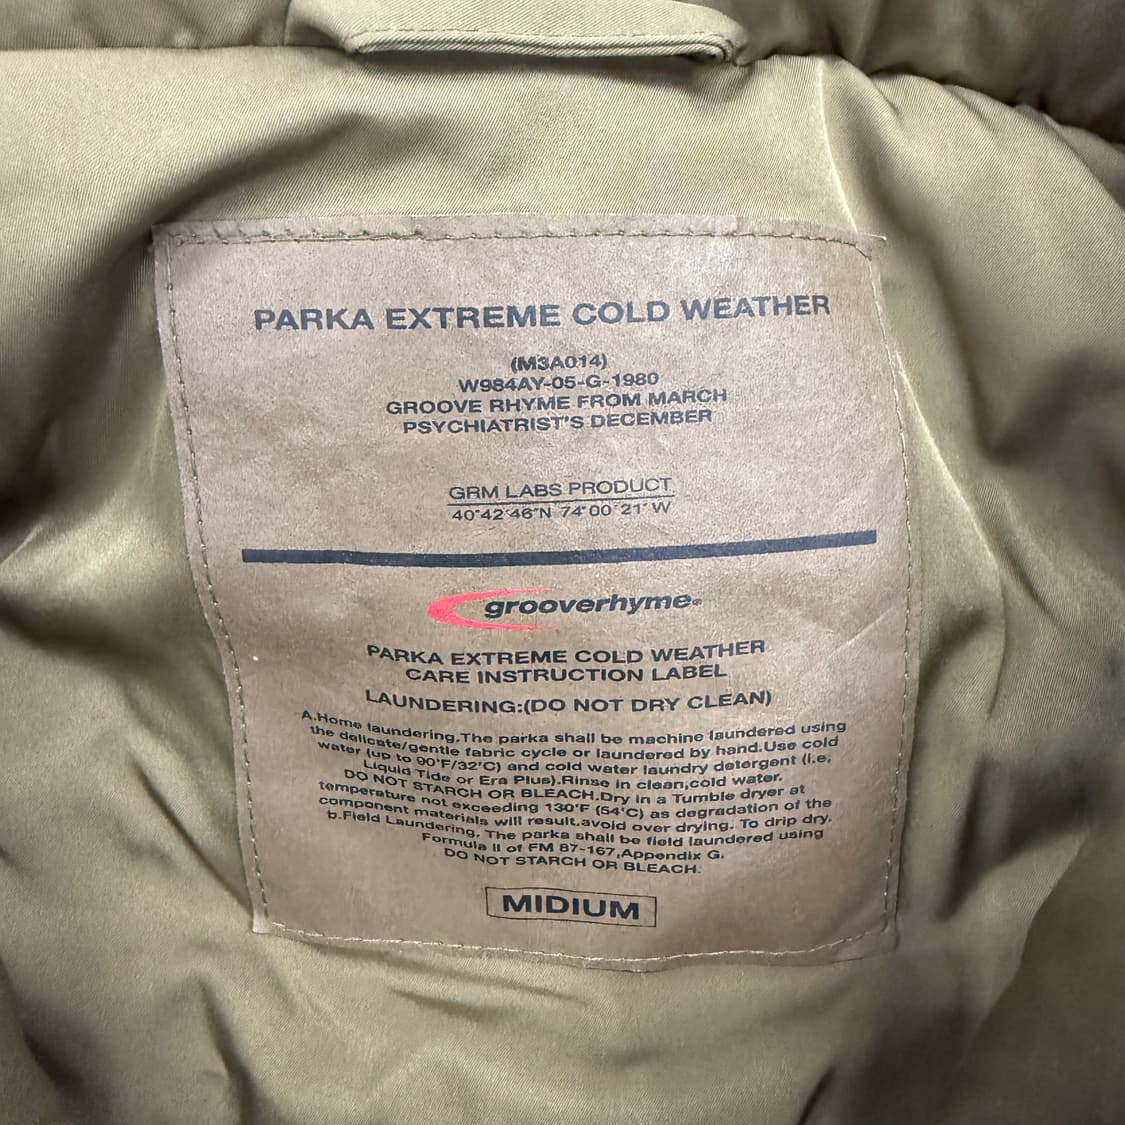 PARKA EXTREME COLD WEATHER
(M3A014)
W984AY-05-G-1980
GROOVE RHYME FROM MARCH
PSYCHIATRIST'S DECEMBER
GRM LABS PRODUCT
40°42'46"N 74°00'21"W
grooverhyme®
PARKA EXTREME COLD WEATHER
CARE INSTRUCTION LABEL
LAUNDERING:(DO NOT DRY CLEAN)
A.Home laundering,The parka shall be machine laundered using
the delicate/gentle fabric cycle or laundered by hand.Use cold
water (up to 90°F/32°C) and cold water laundry detergent (i.e,
Liquid Tide or Era Plus).Rinse in clean,cold water.
DO NOT STARCH OR BLEACH.Dry in a Tumble dryer at
temperature not exceeding 130°F (54°C) as degradation of the
component materials will result.avoid over drying. To drip dry.
b.Field Laundering, The parka shall be field laundered using
Formula II of FM 87-167,Appendix G.
DO NOT STARCH OR BLEACH.
MIDIUM